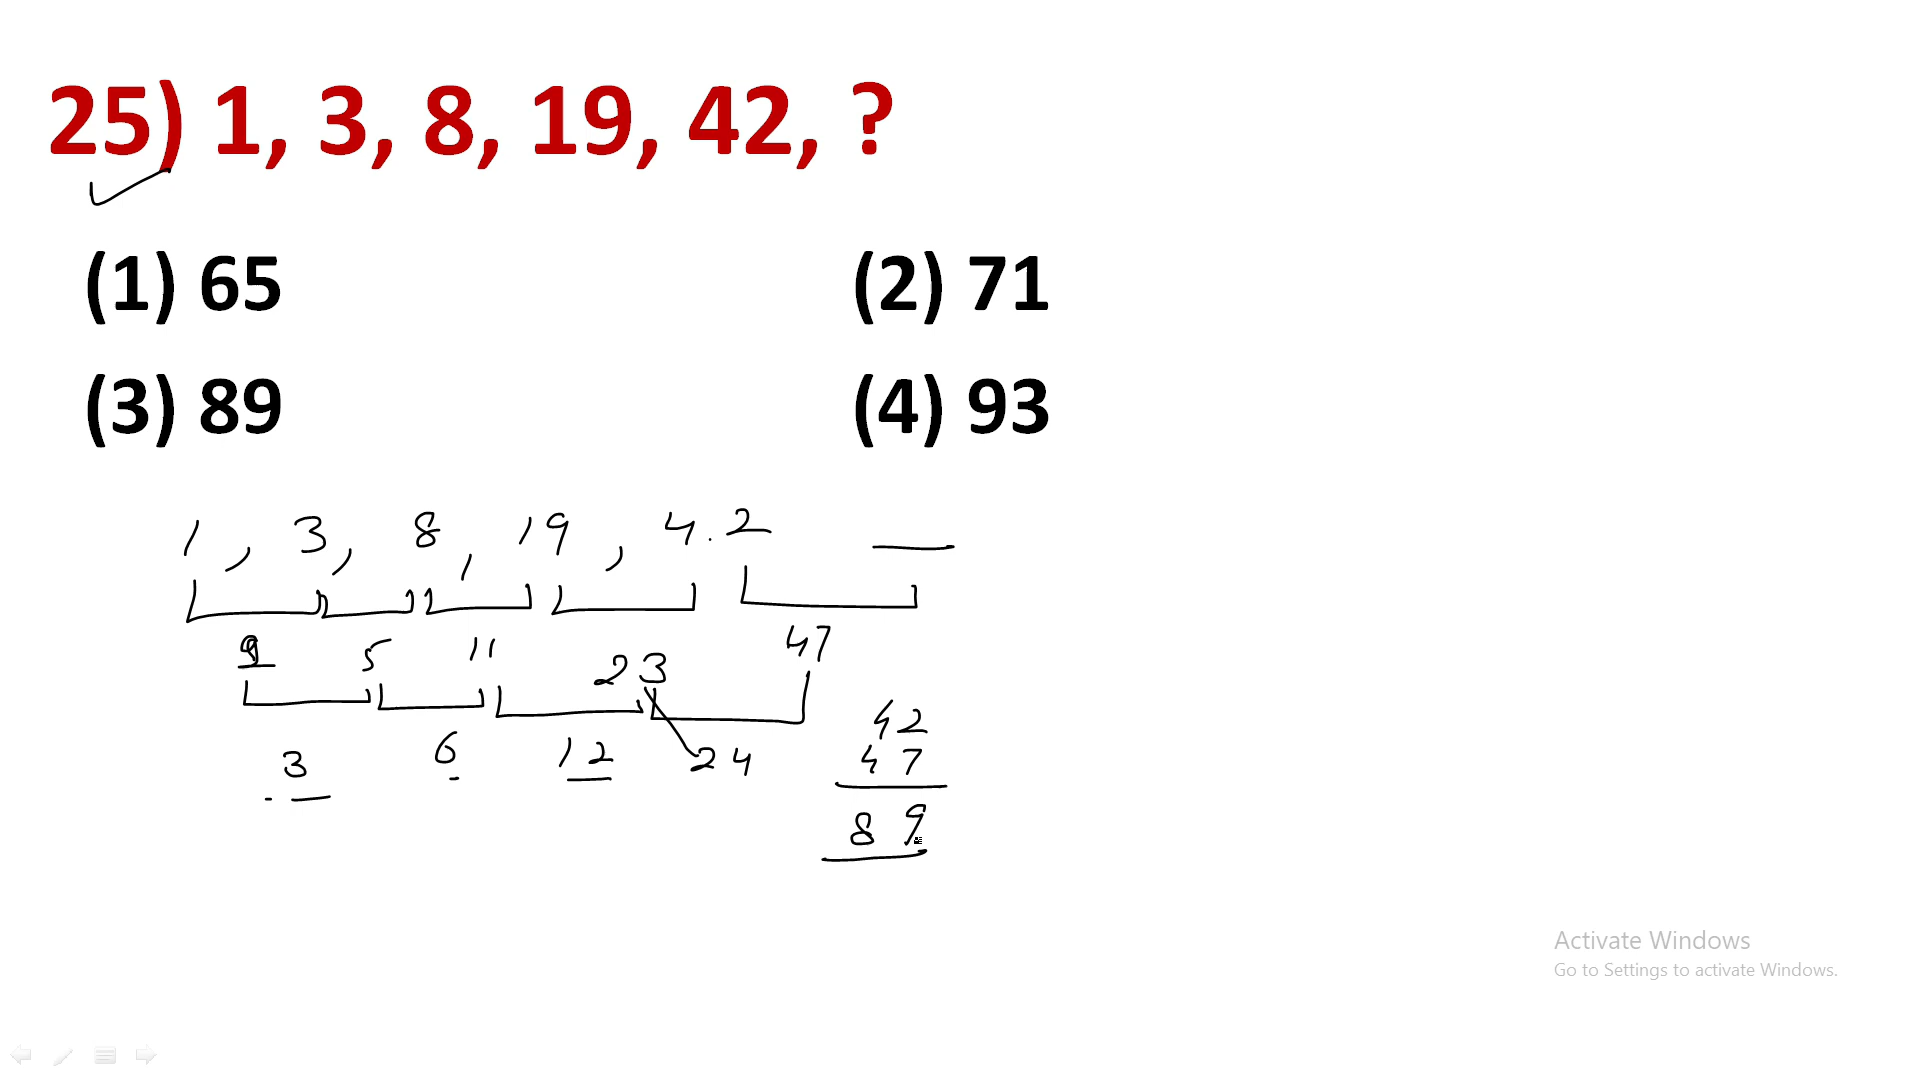 25) 1, 3, 8, 19, 42, ?
(1) 65 (2) 71
(3) 89 (4) 93
1, 3, 8, 19, 4.2 __
5 11 23 47
3 6 12 24
42
47
89
Activate Windows
Go to Settings to activate Windows.